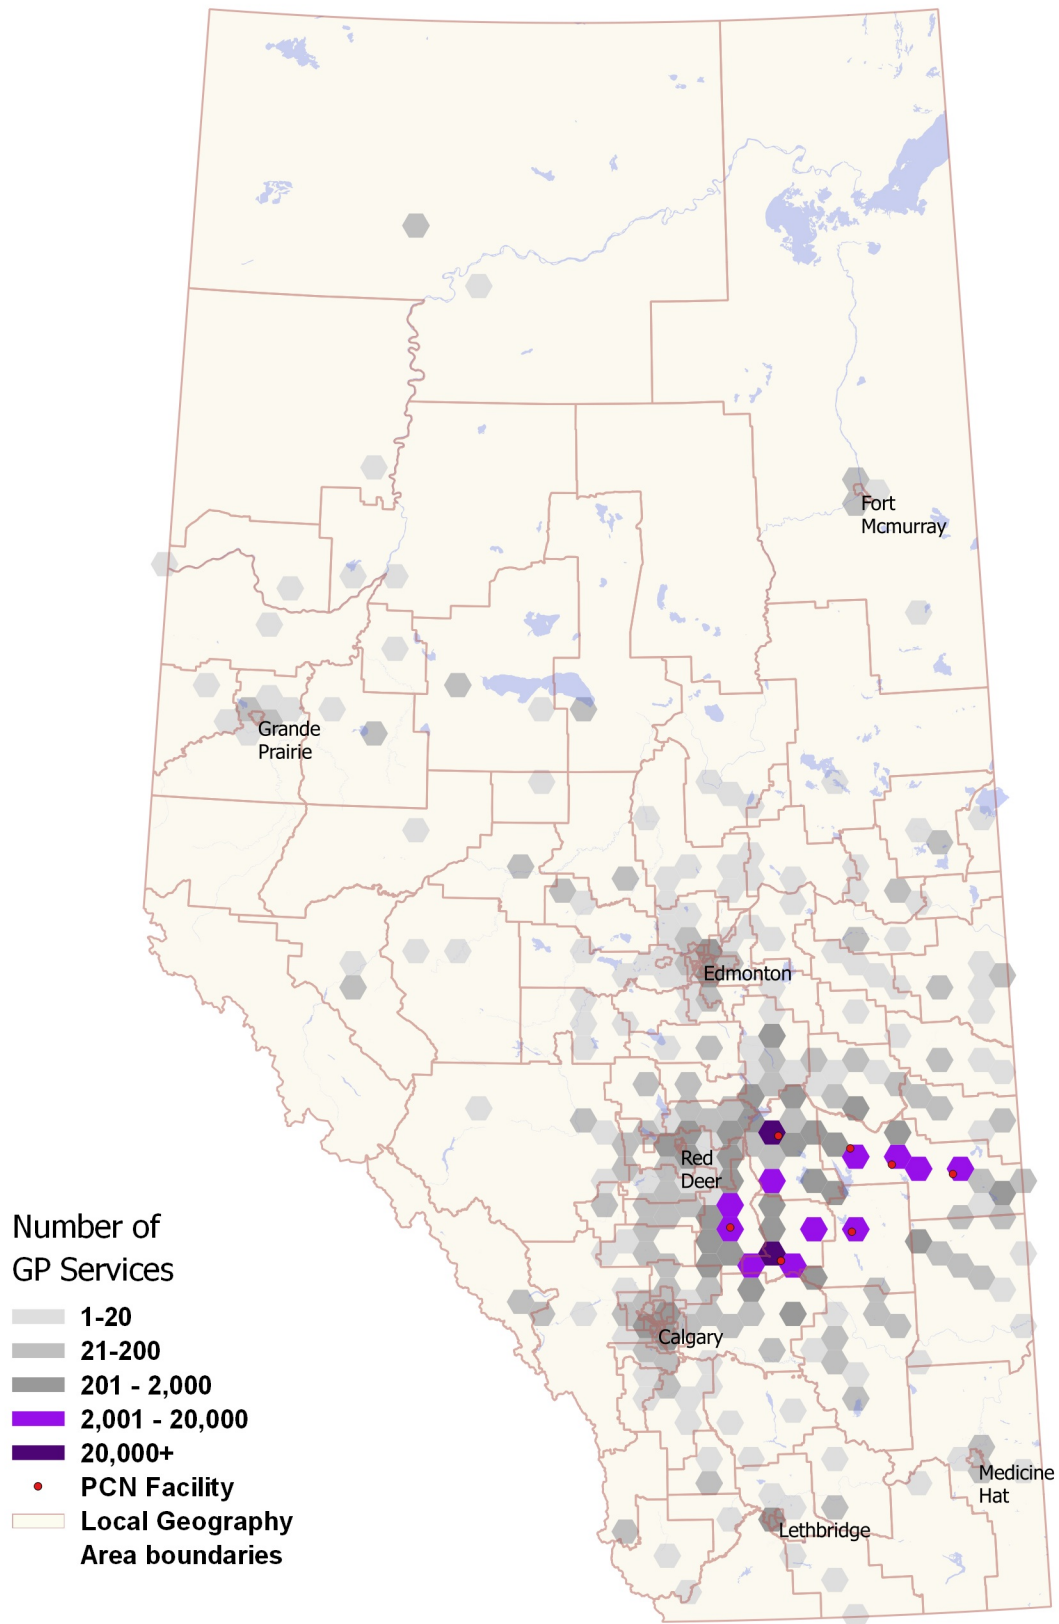 Fort
Mcmurray
Grande
Prairie
Edmonton
Red
Deer
Calgary
Medicine
Hat
Lethbridge
Number of
GP Services
1-20
21-200
201 - 2,000
2,001 - 20,000
20,000+
PCN Facility
Local Geography
Area boundaries